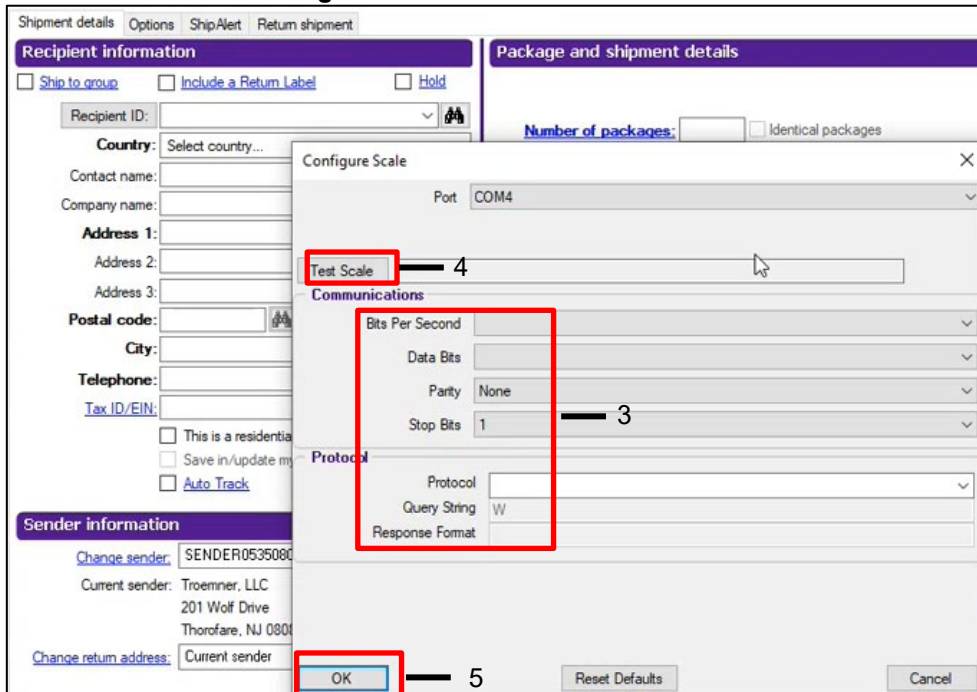 Shipment details Options ShipAlert Return shipment
Recipient information
Package and shipment details
Ship to group Include a Return Label Hold
Recipient ID:
Number of packages: Identical packages
Country: Select country...
Configure Scale
Contact name:
Port COM4
Company name:
Address 1:
Address 2:
Test Scale 4
Address 3:
Communications
Postal code:
Bits Per Second
City:
Data Bits
Telephone:
Parity None
Tax ID/EIN:
Stop Bits 1
3
This is a
Save in/update
Protocol
Auto Track
Protocol
Query String W
Response Format
Sender information
Change sender: SENDER053508
Current sender: Troemner, LLC
201 Wolf Drive
Thorofare, NJ
Change return address: Current sender
OK 5 Reset Defaults Cancel